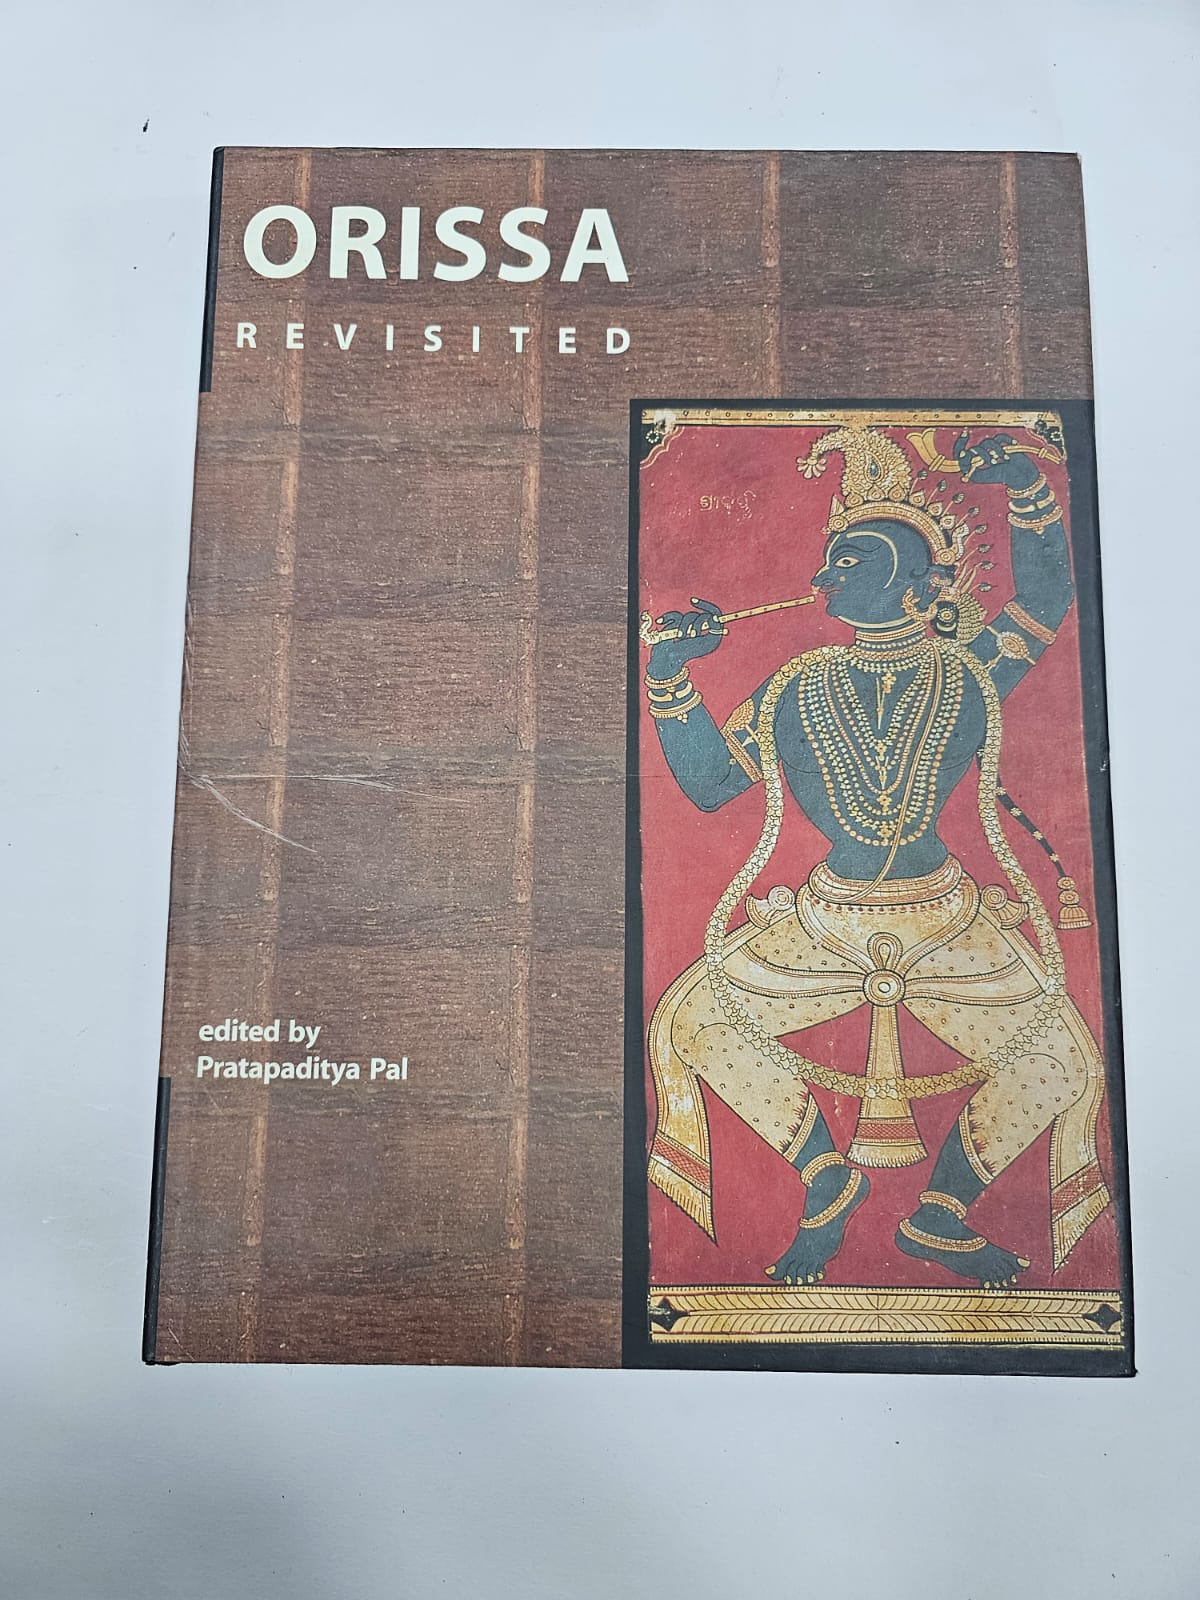 ORISSA
REVISITED
edited by
Pratapaditya Pal